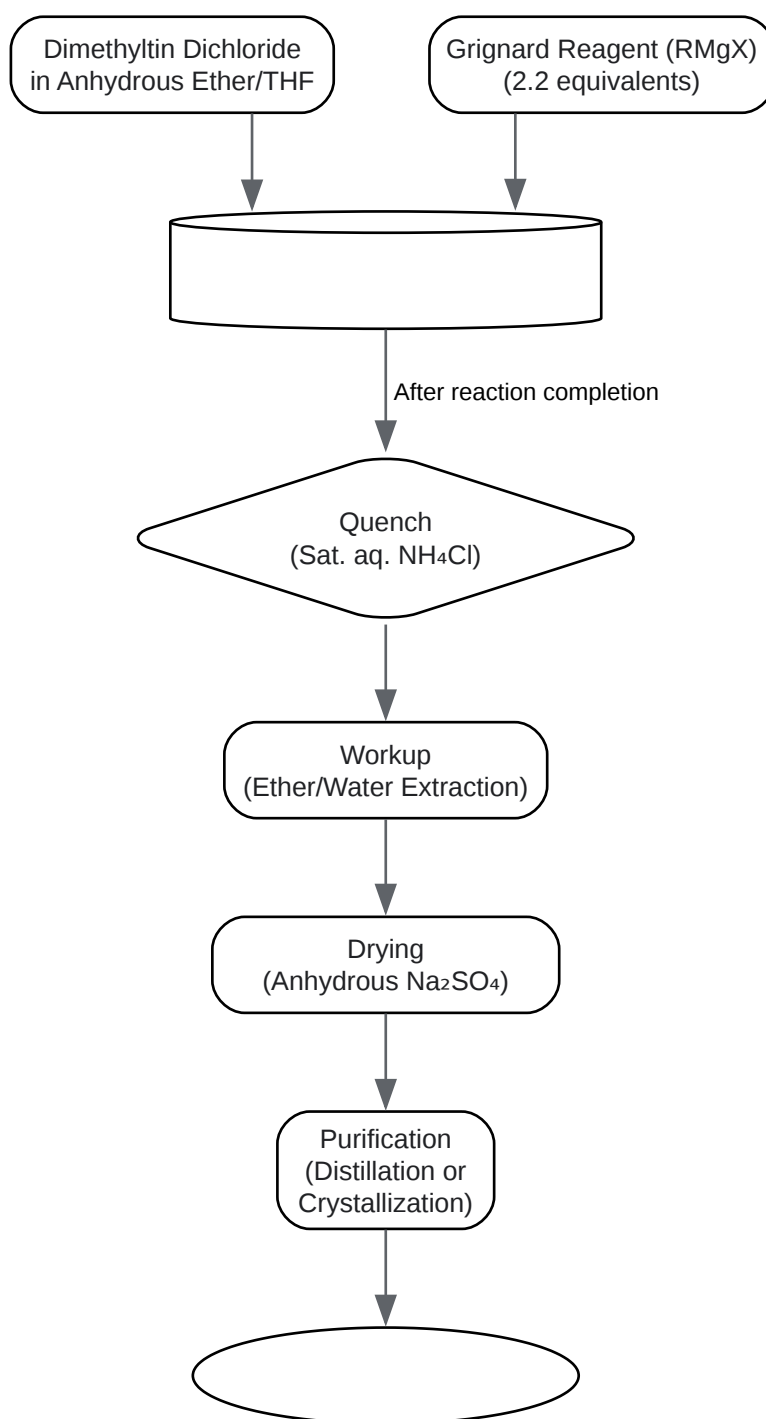 Dimethyltin Dichloride
in Anhydrous Ether/THF
Grignard Reagent (RMgX)
(2.2 equivalents)
After reaction completion
Quench
(Sat. aq. NH₄Cl)
Workup
(Ether/Water Extraction)
Drying
(Anhydrous Na₂SO₄)
Purification
(Distillation or
Crystallization)